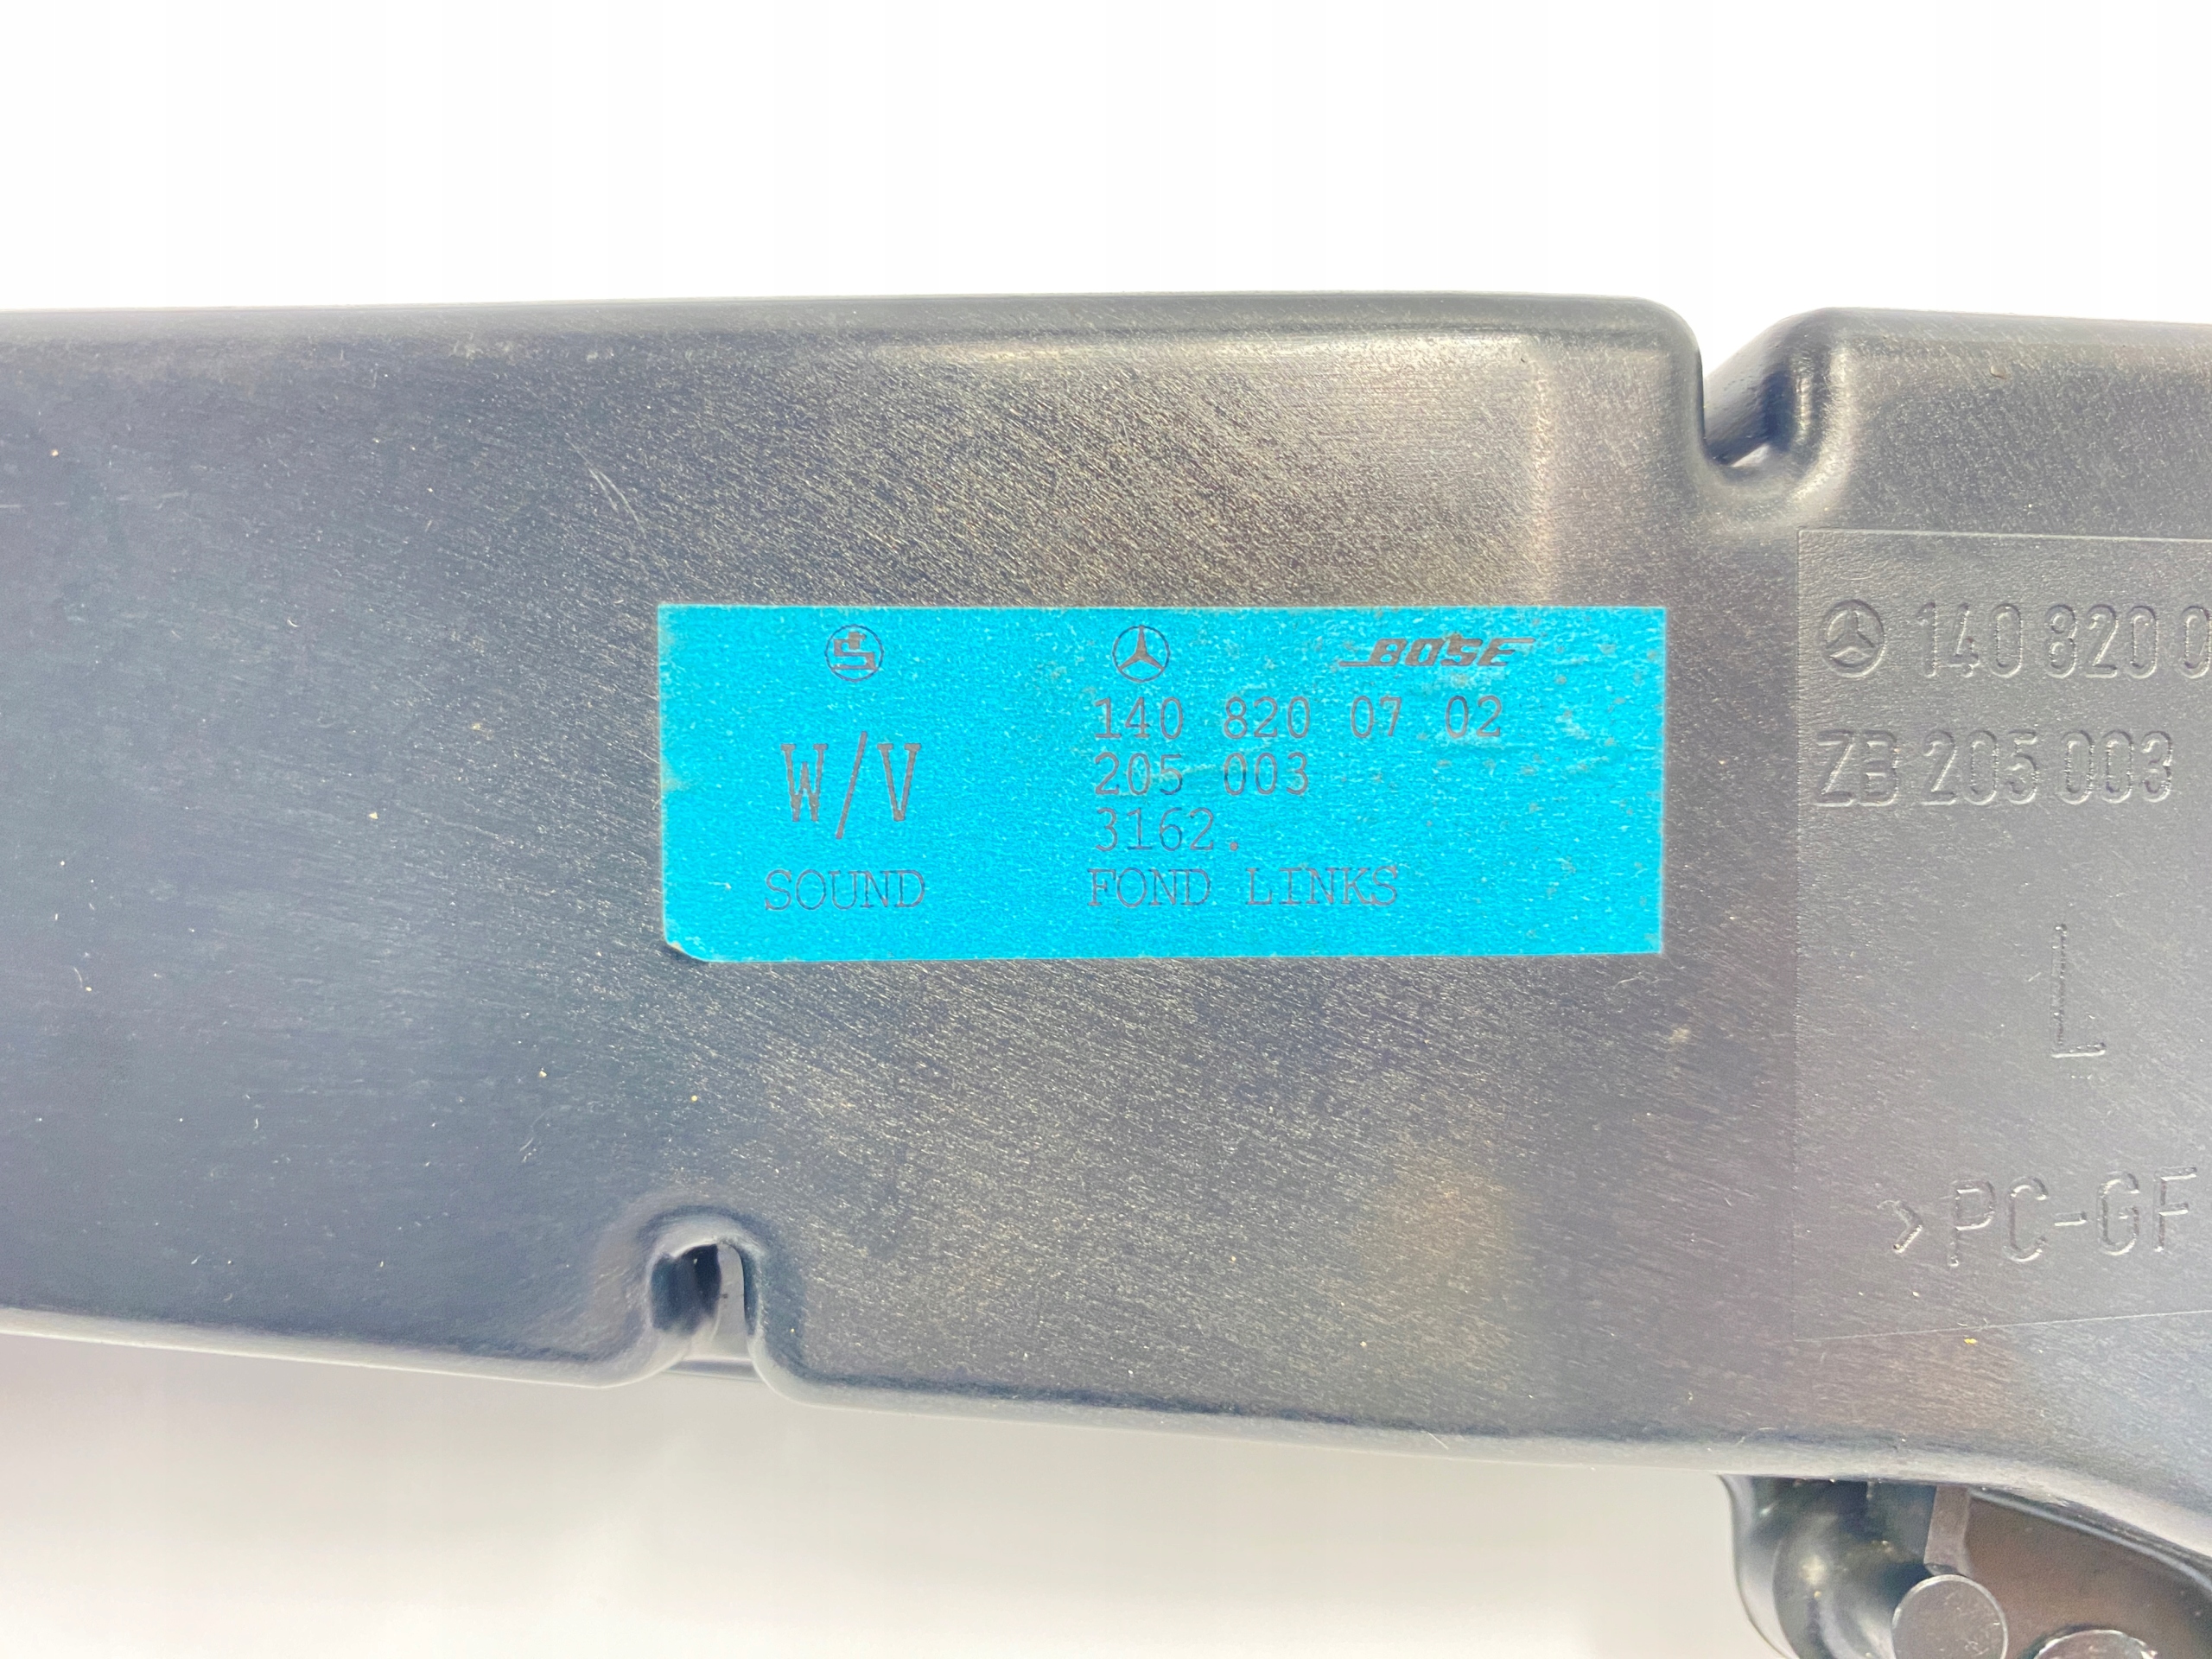 BOSE
140 820 07 02
W/V
205 003
3162.
SOUND
FOND LINKS
140 820 0
ZB 205 003
L
>PC-GF